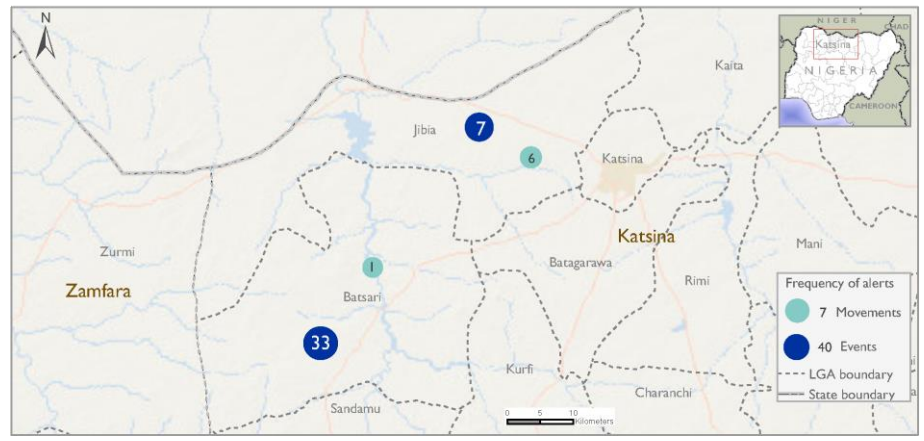 N
NIGER
CHAD
Katsina
NIGERIA
CAMEROON
Kaita
Jibia
7
6
Katsina
Zurmi
Zamfara
Katsina
Batagarawa
Mani
Rimi
1
Batsari
33
Kurfi
Charanchi
Sandamu
Frequency of alerts
7 Movements
40 Events
LGA boundary
State boundary
0 5 10
Kilometers